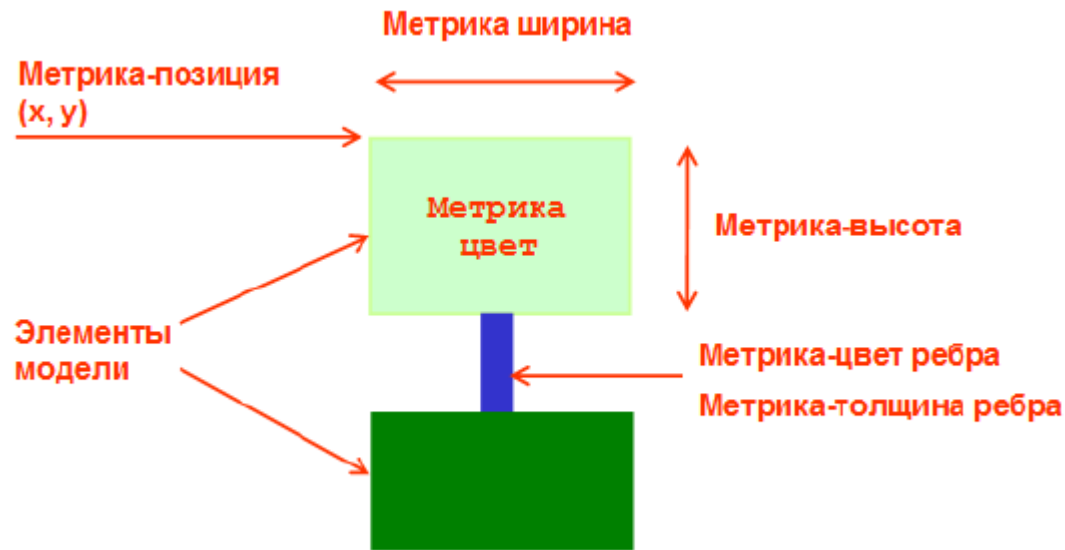 Метрика ширина
Метрика-позиция
(x, y)
Метрика
цвет
Метрика-высота
Элементы
модели
Метрика-цвет ребра
Метрика-толщина ребра